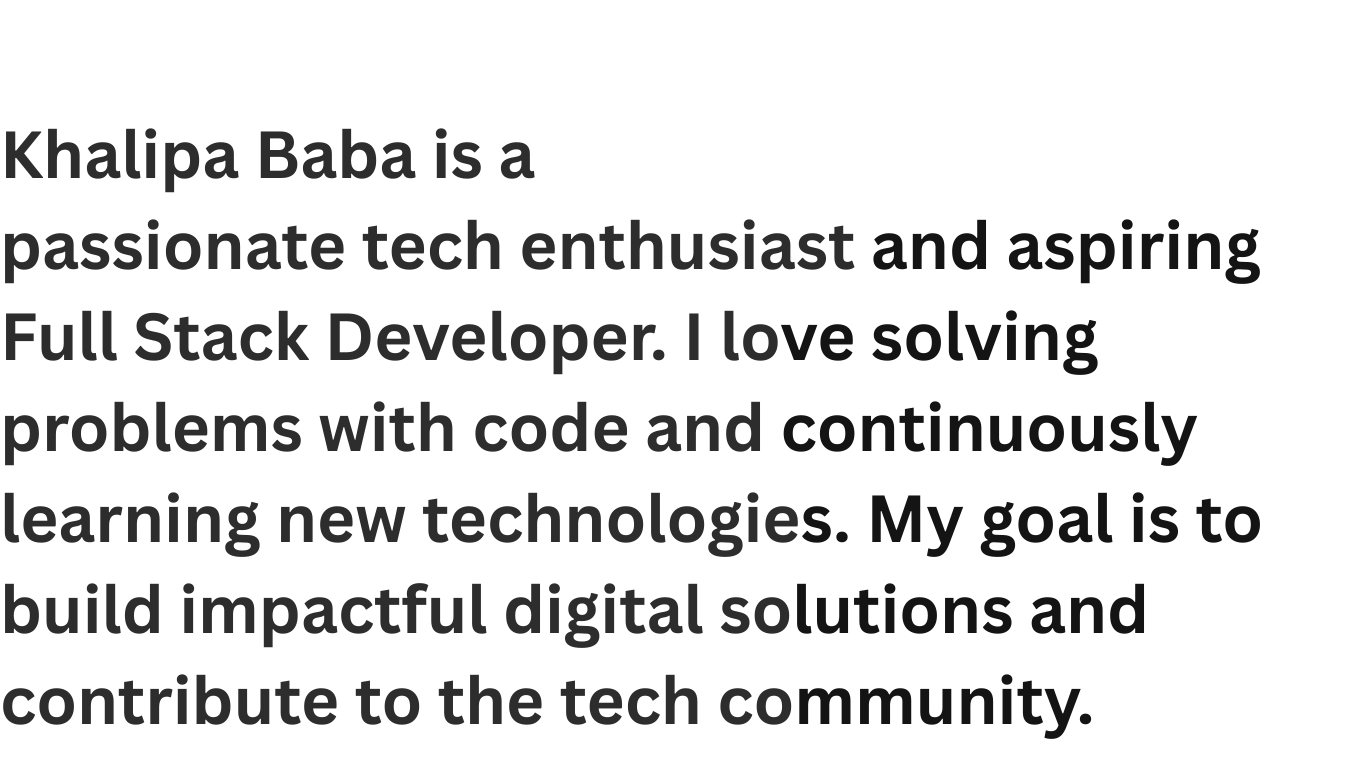 Khalipa Baba is a
passionate tech enthusiast and aspiring
Full Stack Developer. I love solving
problems with code and continuously
learning new technologies. My goal is to
build impactful digital solutions and
contribute to the tech community.